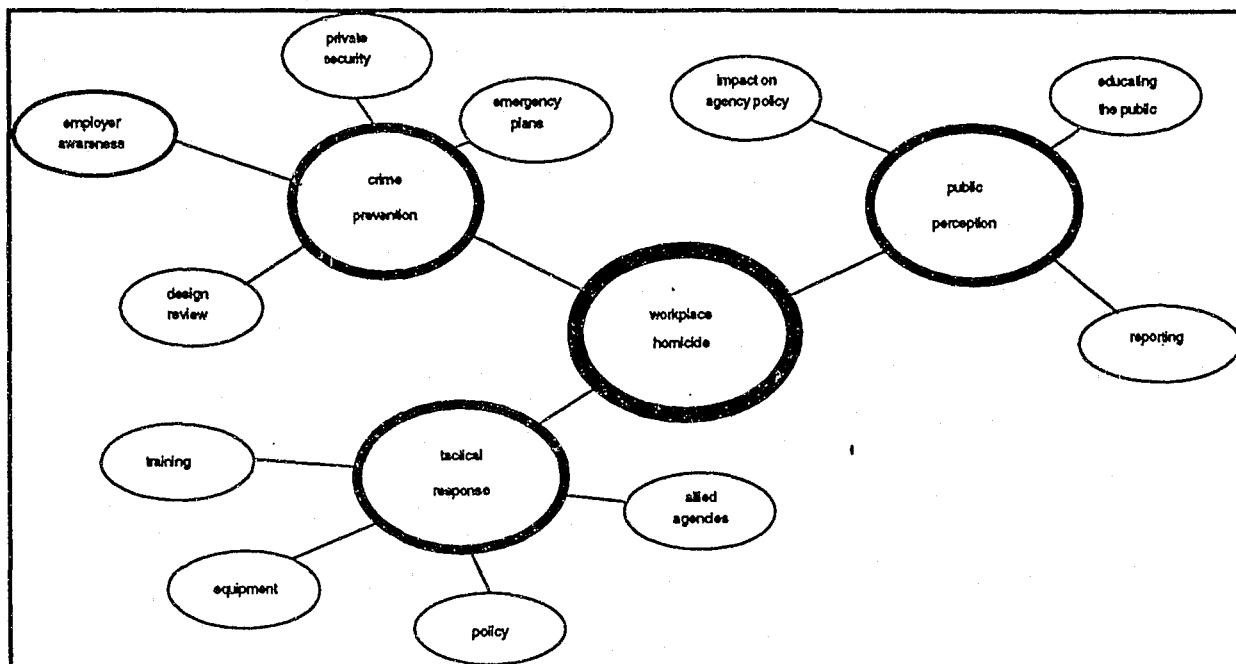 private
security
employer
awareness
emergency
plans
crime
prevention
design
review
impact on
agency policy
educating
the public
public
perception
reporting
workplace
homicide
tactical
response
training
equipment
policy
allied
agencies